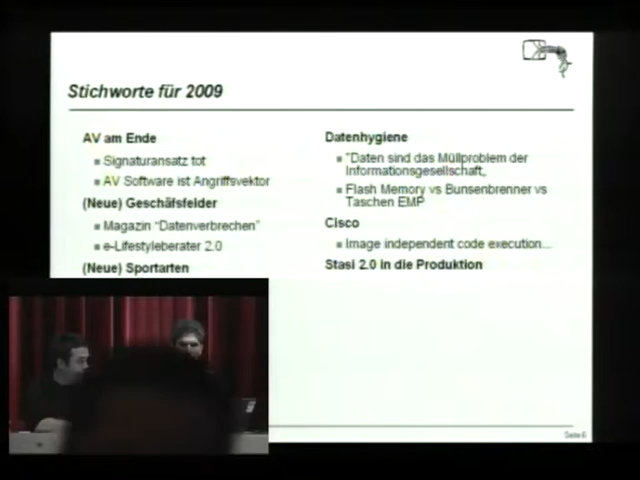 Stichworte für 2009
AV am Ende
Signaturansatz tot
AV Software ist Angriffsvektor
(Neue) Geschäfsfelder
Magazin "Datenverbrechen"
e-Lifestyleberater 2.0
(Neue) Sportarten
Datenhygiene
"Daten sind das Müllproblem der
Informationsgesellschaft„
Flash Memory vs Bunsenbrenner vs
Taschen EMP
Cisco
Image independent code execution...
Stasi 2.0 in die Produktion